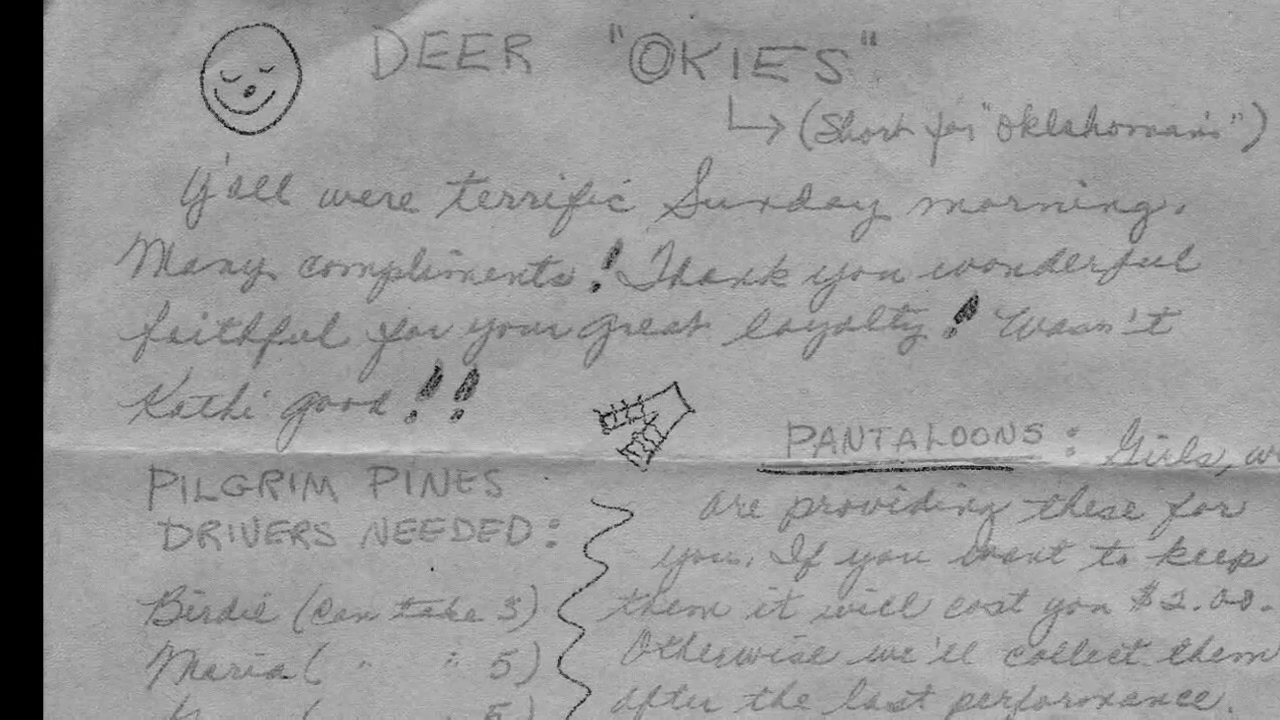 DEER "OKIES"
(Short for "Oklahoman's")
Y'all were terrific Sunday morning.
Many compliments! Thank you wonderful
faithful for your great loyalty! Wasn't
Kathi good!!
PILGRIM PINES
DRIVERS NEEDED:
Birdie (can take 3)
Maria ( " " 5)
5)
PANTALOONS: Girls, we
are providing these for
you. If you want to keep
them it will cost you $2.00.
Otherwise we'll collect them
after the last performance.